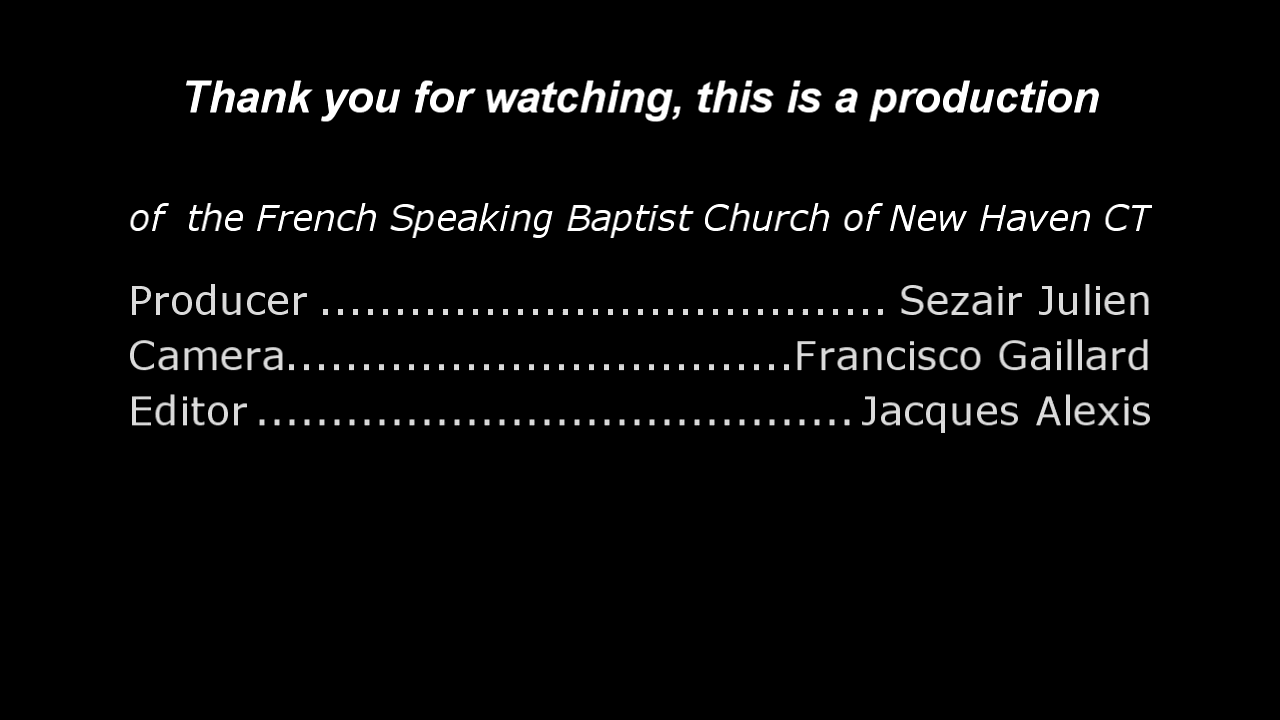 Thank you for watching, this is a production
of the French Speaking Baptist Church of New Haven CT
Producer ...................................... Sezair Julien
Camera..................................Francisco Gaillard
Editor ........................................ Jacques Alexis